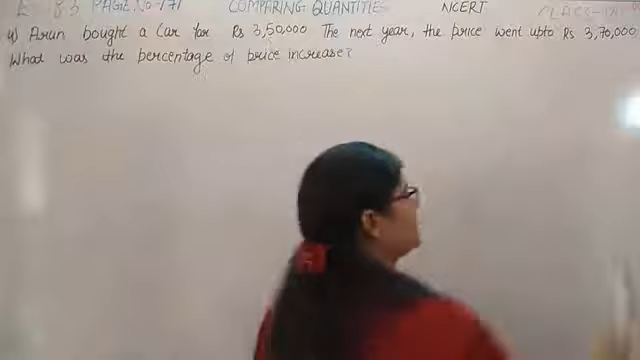 8.3 PAGE No-171 COMPARING QUANTITIES NCERT CLASS-
4) Arun bought a Car for Rs 3,50,000 The next year, the price went upto Rs 3,70,000
What was the percentage of price increase?